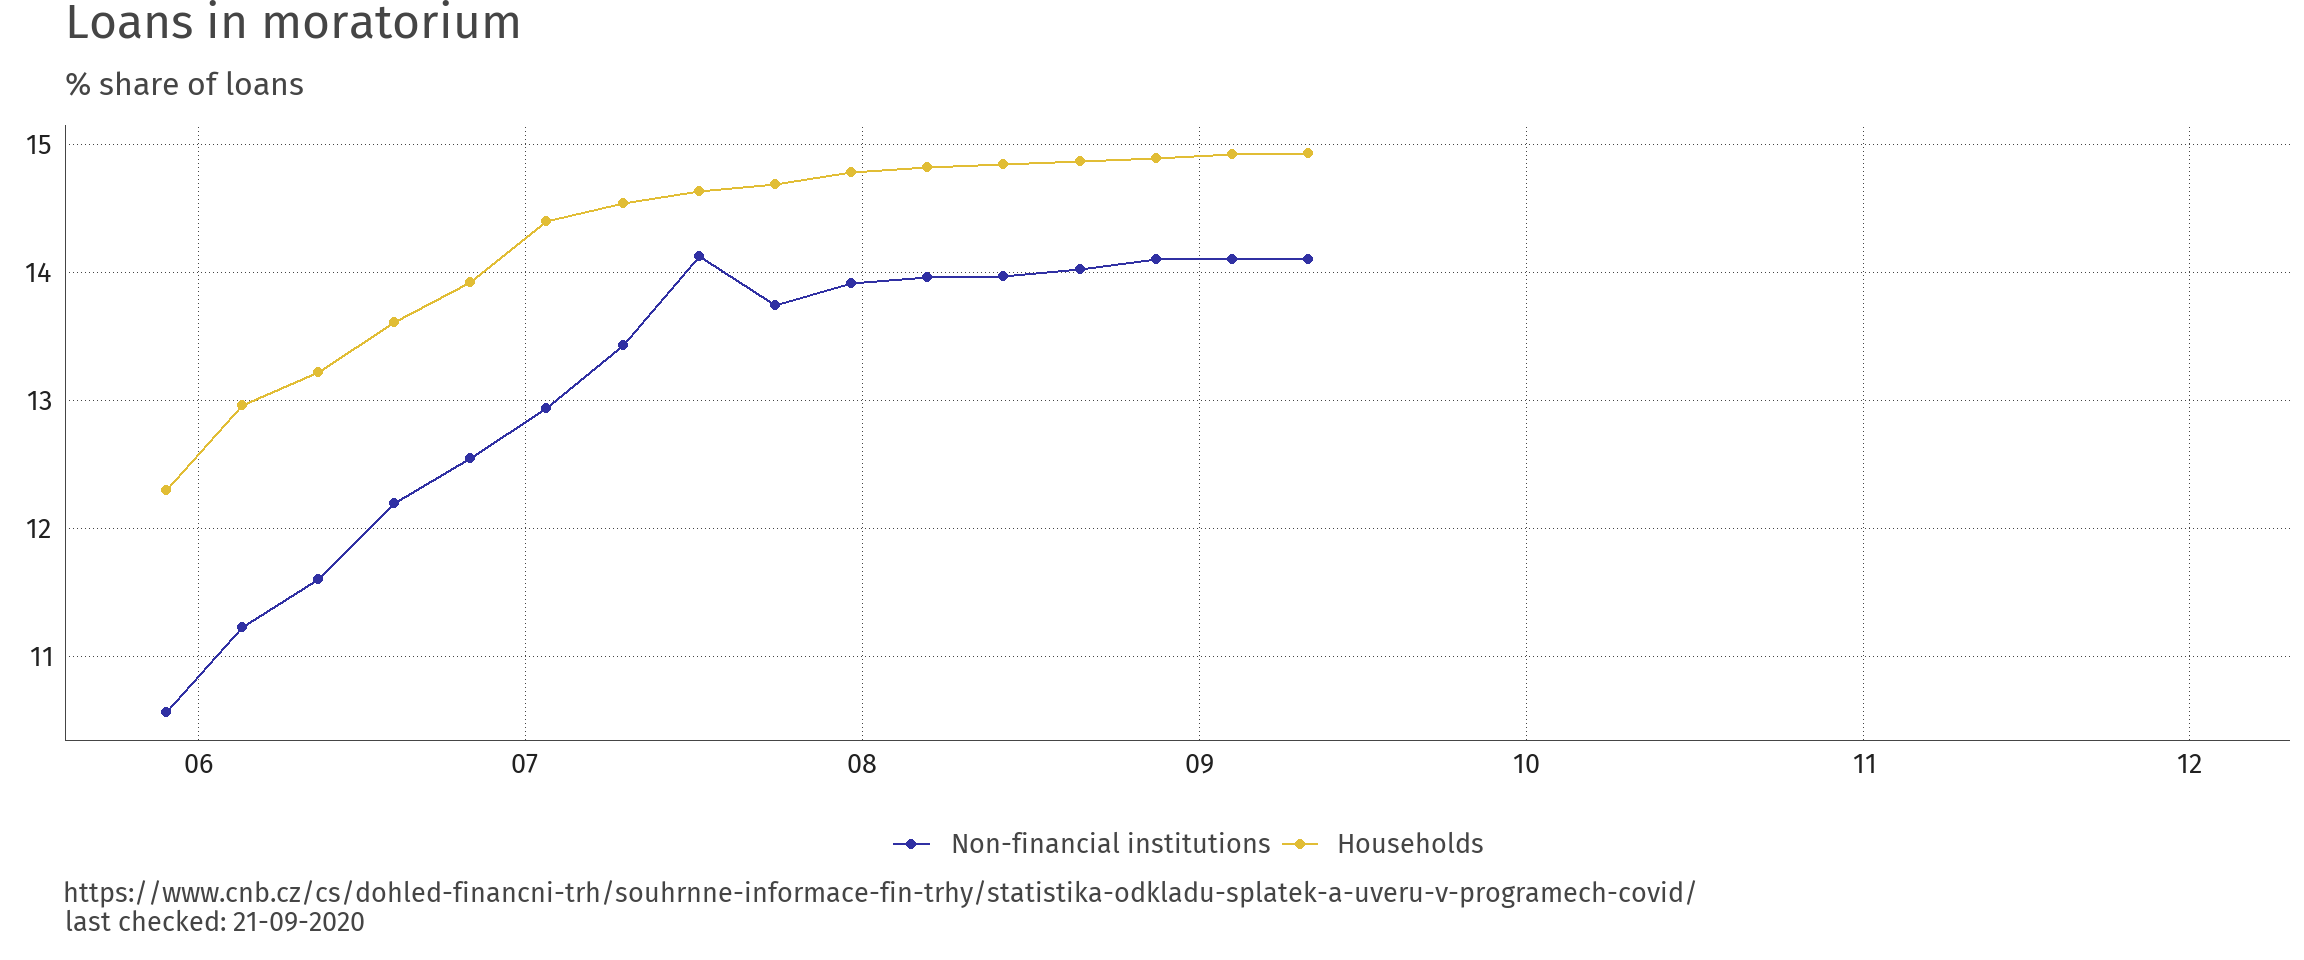 Loans in moratorium
% share of loans
15
14
13
12
11
06 07 08 09 10 11 12
Non-financial institutions Households
https://www.cnb.cz/cs/dohled-financni-trh/souhrnne-informace-fin-trhy/statistika-odkladu-splatek-a-uveru-v-programech-covid/
last checked: 21-09-2020